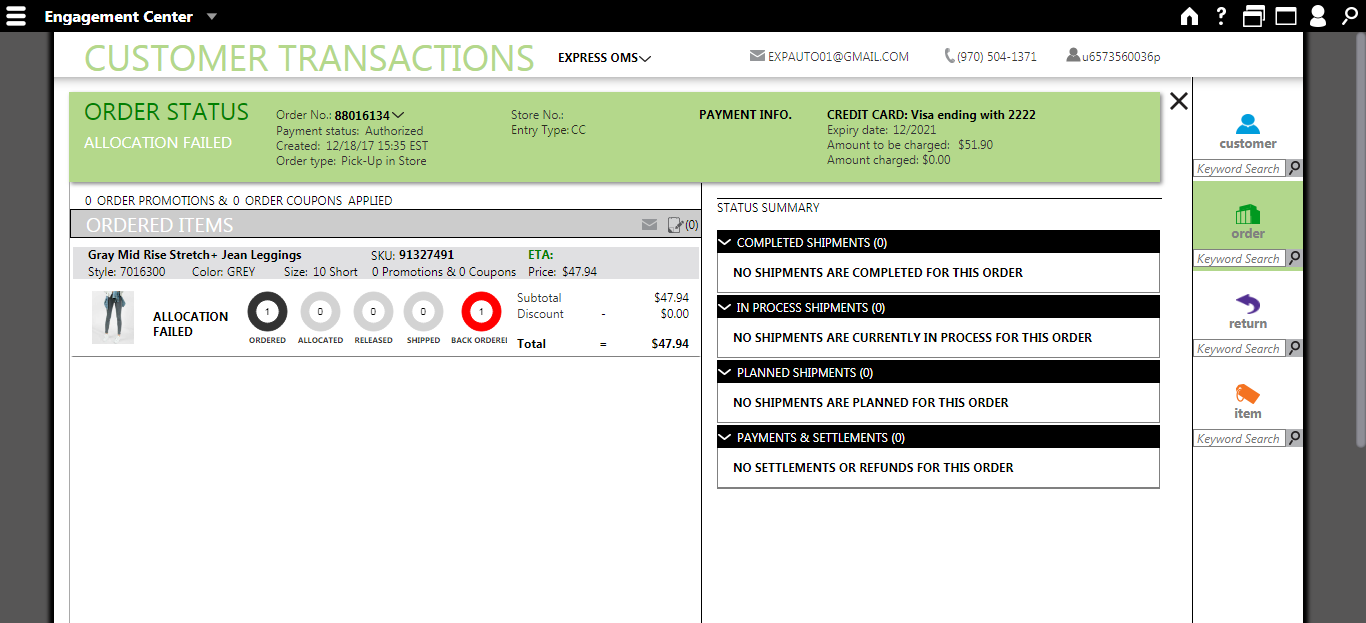 Engagement Center
CUSTOMER TRANSACTIONS
EXPRESS OMS
EXPAUTO01@GMAIL.COM
(970) 504-1371
u6573560036p
ORDER STATUS
ALLOCATION FAILED
Order No.: 88016134
Payment status: Authorized
Created: 12/18/17 15:35 EST
Order type: Pick-Up in Store
Store No.:
Entry Type: CC
PAYMENT INFO.
CREDIT CARD: Visa ending with 2222
Expiry date: 12/2021
Amount to be charged: $51.90
Amount charged: $0.00
0 ORDER PROMOTIONS & 0 ORDER COUPONS APPLIED
ORDERED ITEMS
(0)
Gray Mid Rise Stretch+ Jean Leggings SKU: 91327491 ETA:
Style: 7016300 Color: GREY Size: 10 Short 0 Promotions & 0 Coupons Price: $47.94
ALLOCATION
FAILED
1 0 0 0 1
ORDERED ALLOCATED RELEASED SHIPPED BACK ORDEREI
Subtotal $47.94
Discount - $0.00
Total = $47.94
STATUS SUMMARY
COMPLETED SHIPMENTS (0)
NO SHIPMENTS ARE COMPLETED FOR THIS ORDER
IN PROCESS SHIPMENTS (0)
NO SHIPMENTS ARE CURRENTLY IN PROCESS FOR THIS ORDER
PLANNED SHIPMENTS (0)
NO SHIPMENTS ARE PLANNED FOR THIS ORDER
PAYMENTS & SETTLEMENTS (0)
NO SETTLEMENTS OR REFUNDS FOR THIS ORDER
customer
Keyword Search
order
Keyword Search
return
Keyword Search
item
Keyword Search